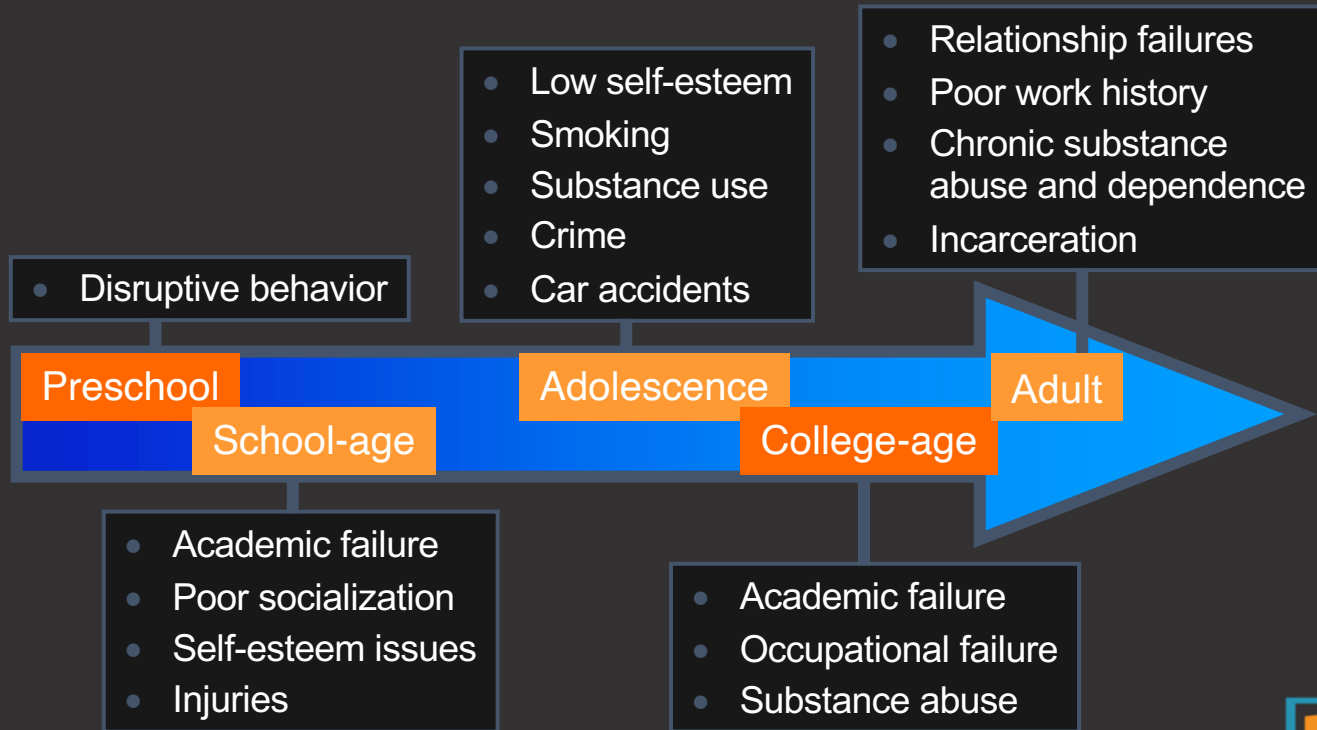 Relationship failures
Poor work history
Chronic substance
abuse and dependence
Incarceration
Low self-esteem
Smoking
Substance use
Crime
Car accidents
Disruptive behavior
Preschool
School-age
Adolescence
College-age
Adult
Academic failure
Poor socialization
Self-esteem issues
Injuries
Academic failure
Occupational failure
Substance abuse